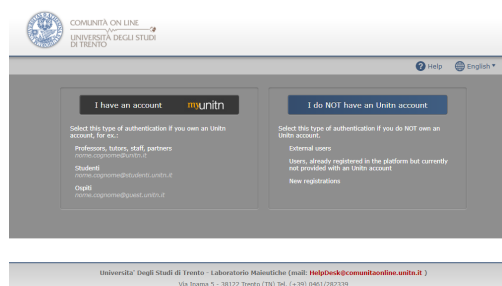 COMUNITÀ ON LINE
UNIVERSITÀ DEGLI STUDI
DI TRENTO
Help
English
I have an account myunitn
Select this type of authentication if you own an Unitn
account, for ex.:
Professors, tutors, staff, partners
nome.cognome@unitn.it
Studenti
nome.cognome@studenti.unitn.it
Ospiti
nome.cognome@guest.unitn.it
I do NOT have an Unitn account
Select this type of authentication if you do NOT own an
Unitn account.
External users
Users, already registered in the platform but currently
not provided with an Unitn account
New registrations
Universita' Degli Studi di Trento - Laboratorio Maieutiche (mail: HelpDesk@comunitaonline.unitn.it )
Via Inama 5 - 38122 Trento (TN) Tel. (+39) 0461/282339